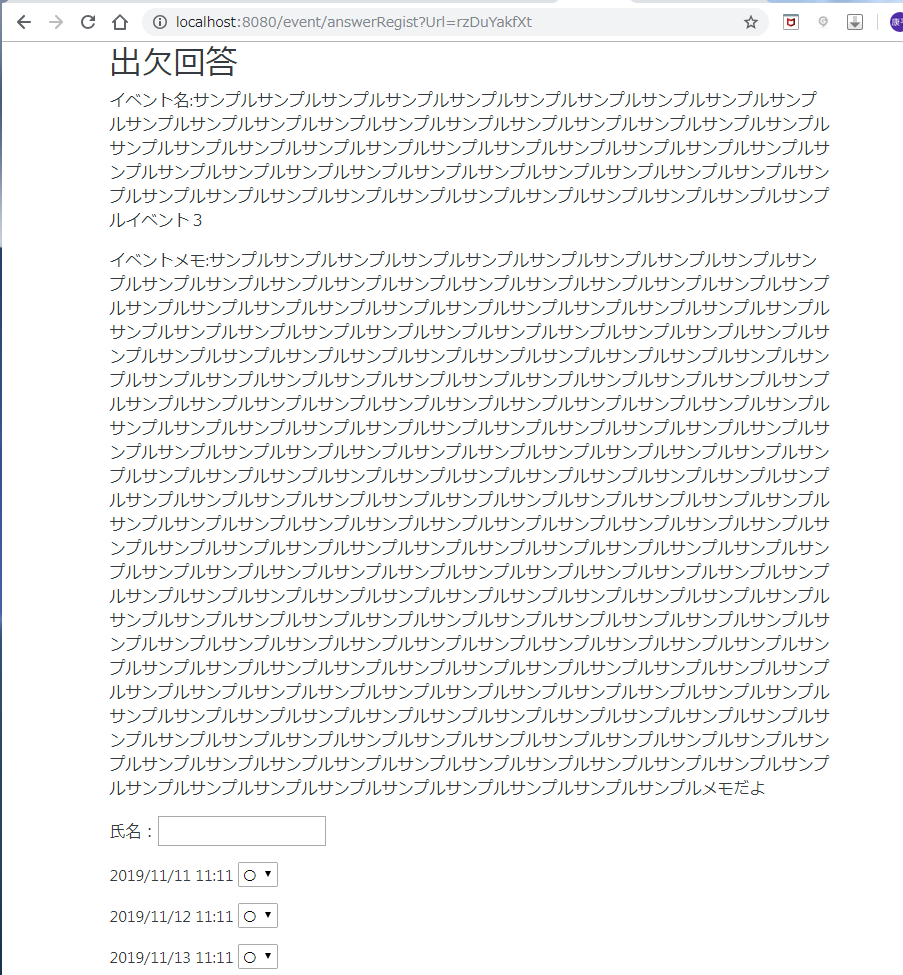 localhost:8080/event/answerRegist?Url=rzDuYakfXt
出欠回答
イベント名:サンプルサンプルサンプルサンプルサンプルサンプルサンプルサンプルサンプルサンプ
ルサンプルサンプルサンプルサンプルサンプルサンプルサンプルサンプルサンプルサンプルサンプル
サンプルサンプルサンプルサンプルサンプルサンプルサンプルサンプルサンプルサンプルサンプルサ
ンプルサンプルサンプルサンプルサンプルサンプルサンプルサンプルサンプルサンプルサンプルサン
プルサンプルサンプルサンプルサンプルサンプルサンプルサンプルサンプルサンプルサンプルサンプ
ルイベント３
イベントメモ:サンプルサンプルサンプルサンプルサンプルサンプルサンプルサンプルサンプルサン
プルサンプルサンプルサンプルサンプルサンプルサンプルサンプルサンプルサンプルサンプルサンプ
ルサンプルサンプルサンプルサンプルサンプルサンプルサンプルサンプルサンプルサンプルサンプル
サンプルサンプルサンプルサンプルサンプルサンプルサンプルサンプルサンプルサンプルサンプルサ
ンプルサンプルサンプルサンプルサンプルサンプルサンプルサンプルサンプルサンプルサンプルサン
プルサンプルサンプルサンプルサンプルサンプルサンプルサンプルサンプルサンプルサンプルサンプ
ルサンプルサンプルサンプルサンプルサンプルサンプルサンプルサンプルサンプルサンプルサンプル
サンプルサンプルサンプルサンプルサンプルサンプルサンプルサンプルサンプルサンプルサンプルサ
ンプルサンプルサンプルサンプルサンプルサンプルサンプルサンプルサンプルサンプルサンプルサン
プルサンプルサンプルサンプルサンプルサンプルサンプルサンプルサンプルサンプルサンプルサンプ
ルサンプルサンプルサンプルサンプルサンプルサンプルサンプルサンプルサンプルサンプルサンプル
サンプルサンプルサンプルサンプルサンプルサンプルサンプルサンプルサンプルサンプルサンプルサ
ンプルサンプルサンプルサンプルサンプルサンプルサンプルサンプルサンプルサンプルサンプルサン
プルサンプルサンプルサンプルサンプルサンプルサンプルサンプルサンプルサンプルサンプルサンプ
ルサンプルサンプルサンプルサンプルサンプルサンプルサンプルサンプルサンプルサンプルサンプル
サンプルサンプルサンプルサンプルサンプルサンプルサンプルサンプルサンプルサンプルサンプルサ
ンプルサンプルサンプルサンプルサンプルサンプルサンプルサンプルサンプルサンプルサンプルサン
プルサンプルサンプルサンプルサンプルサンプルサンプルサンプルサンプルサンプルサンプルサンプ
ルサンプルサンプルサンプルサンプルサンプルサンプルサンプルサンプルサンプルサンプルサンプル
サンプルサンプルサンプルサンプルサンプルサンプルサンプルサンプルサンプルサンプルサンプルサ
ンプルサンプルサンプルサンプルサンプルサンプルサンプルサンプルサンプルサンプルサンプルサン
プルサンプルサンプルサンプルサンプルサンプルサンプルサンプルサンプルサンプルサンプルサンプ
ルサンプルサンプルサンプルサンプルサンプルサンプルサンプルサンプルサンプルメモだよ
氏名：
2019/11/11 11:11 ○
2019/11/12 11:11 ○
2019/11/13 11:11 ○